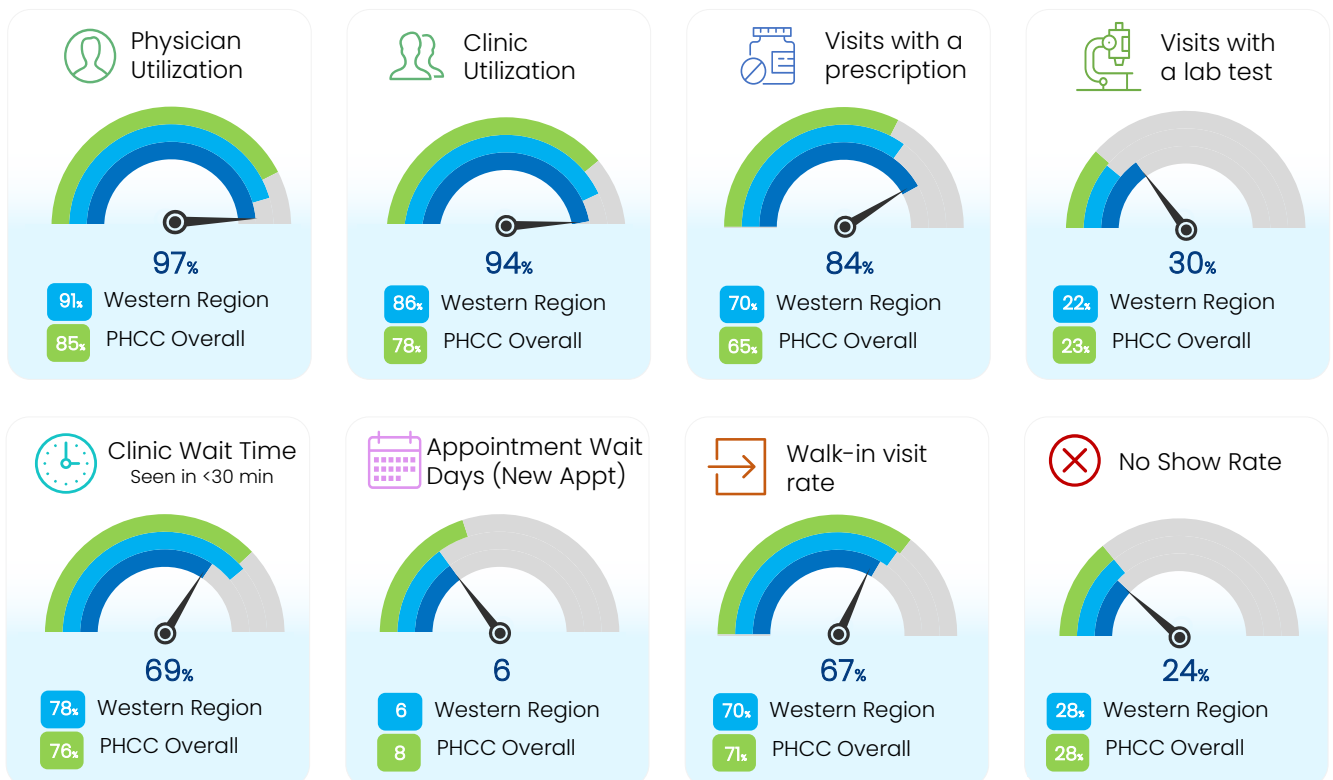 Physician
Utilization
97%
91% Western Region
85% PHCC Overall
Clinic
Utilization
94%
86% Western Region
78% PHCC Overall
Visits with a
prescription
84%
70% Western Region
65% PHCC Overall
Visits with
a lab test
30%
22% Western Region
23% PHCC Overall
Clinic Wait Time
Seen in <30 min
69%
78% Western Region
76% PHCC Overall
Appointment Wait
Days (New Appt)
6
6 Western Region
8 PHCC Overall
Walk-in visit
rate
67%
70% Western Region
71% PHCC Overall
No Show Rate
24%
28% Western Region
28% PHCC Overall